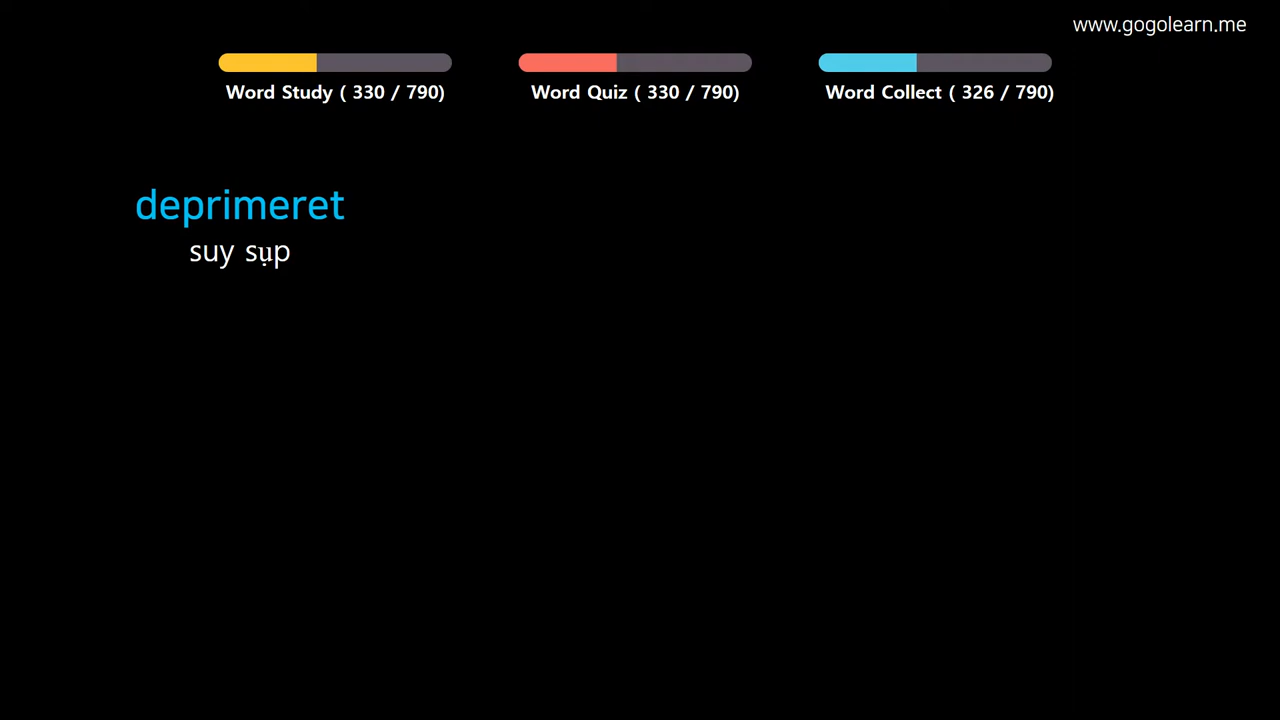 www.gogolearn.me
Word Study ( 330 / 790)
Word Quiz ( 330 / 790)
Word Collect ( 326 / 790)
deprimeret
suy sụp